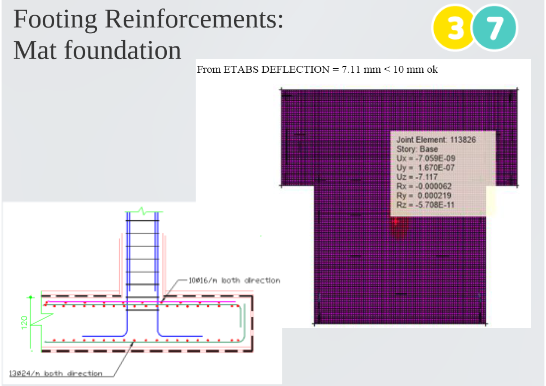 Footing Reinforcements:
Mat foundation
3 7
From ETABS DEFLECTION = 7.11 mm < 10 mm ok
Joint Element: 113826
Story: Base
Ux = -7.059E-09
Uy = 1.670E-07
Uz = -7.117
Rx = -0.000062
Ry = 0.000219
Rz = -5.708E-11
10Ø16/m both direction
120
13Ø24/m both direction